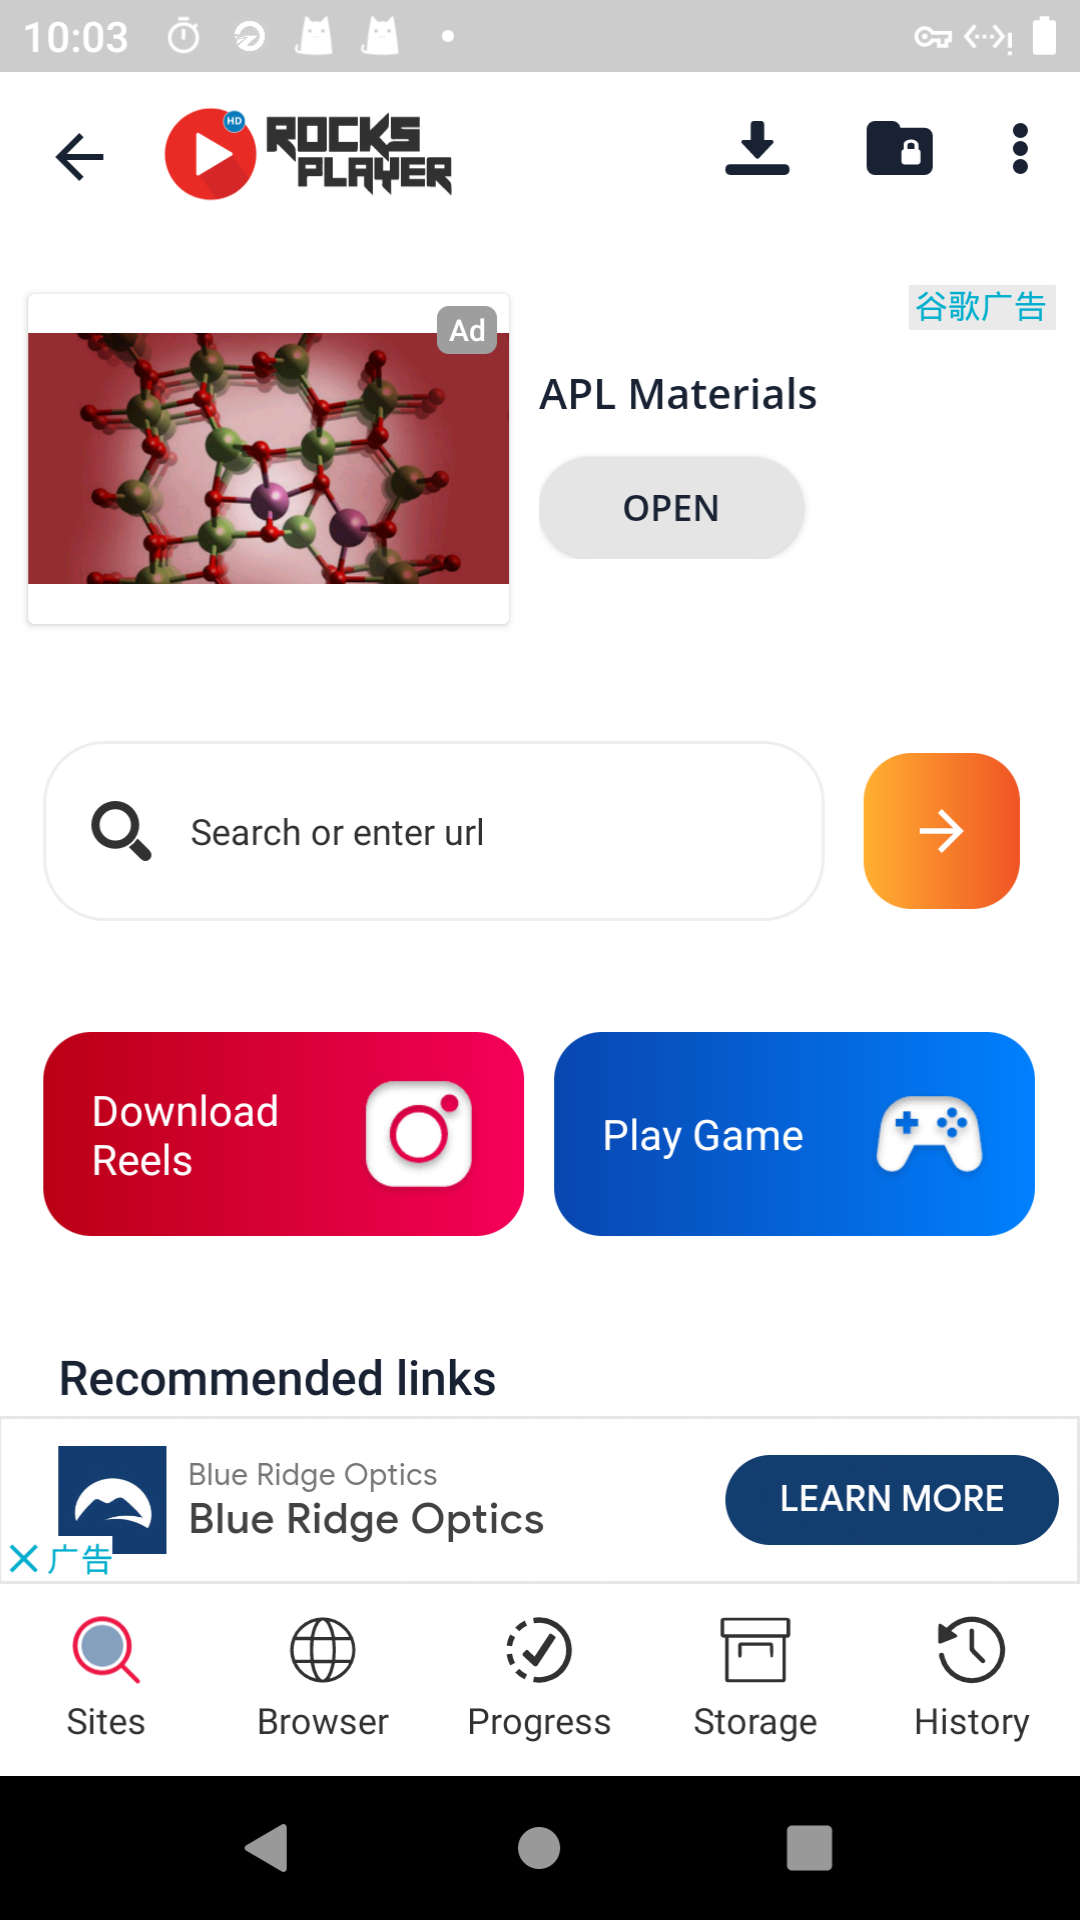 10:03
HD
ROCKS
PLAYER
Ad
谷歌广告
APL Materials
OPEN
Search or enter url
Download
Reels
Play Game
Recommended links
Blue Ridge Optics
Blue Ridge Optics
LEARN MORE
广告
Sites
Browser
Progress
Storage
History